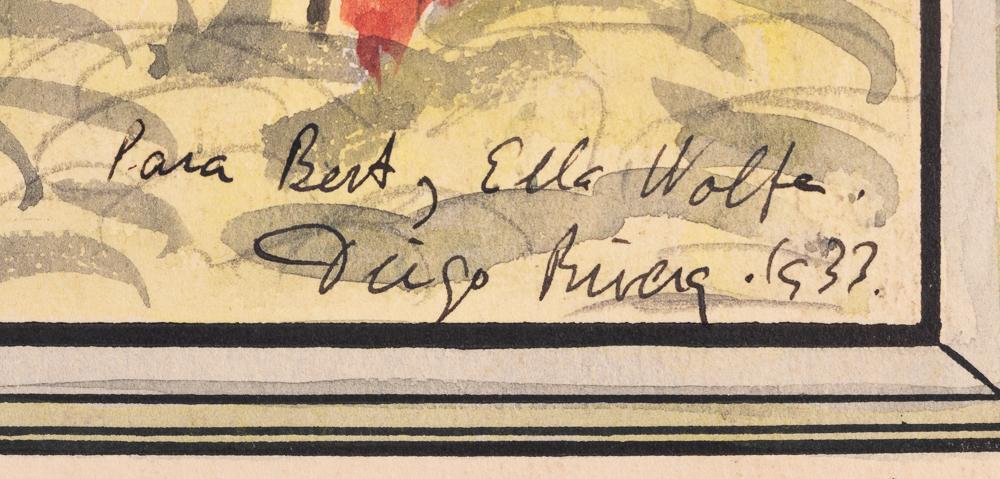 Para Bert, Ella Wolfe.
Diego Rivera. 1937.